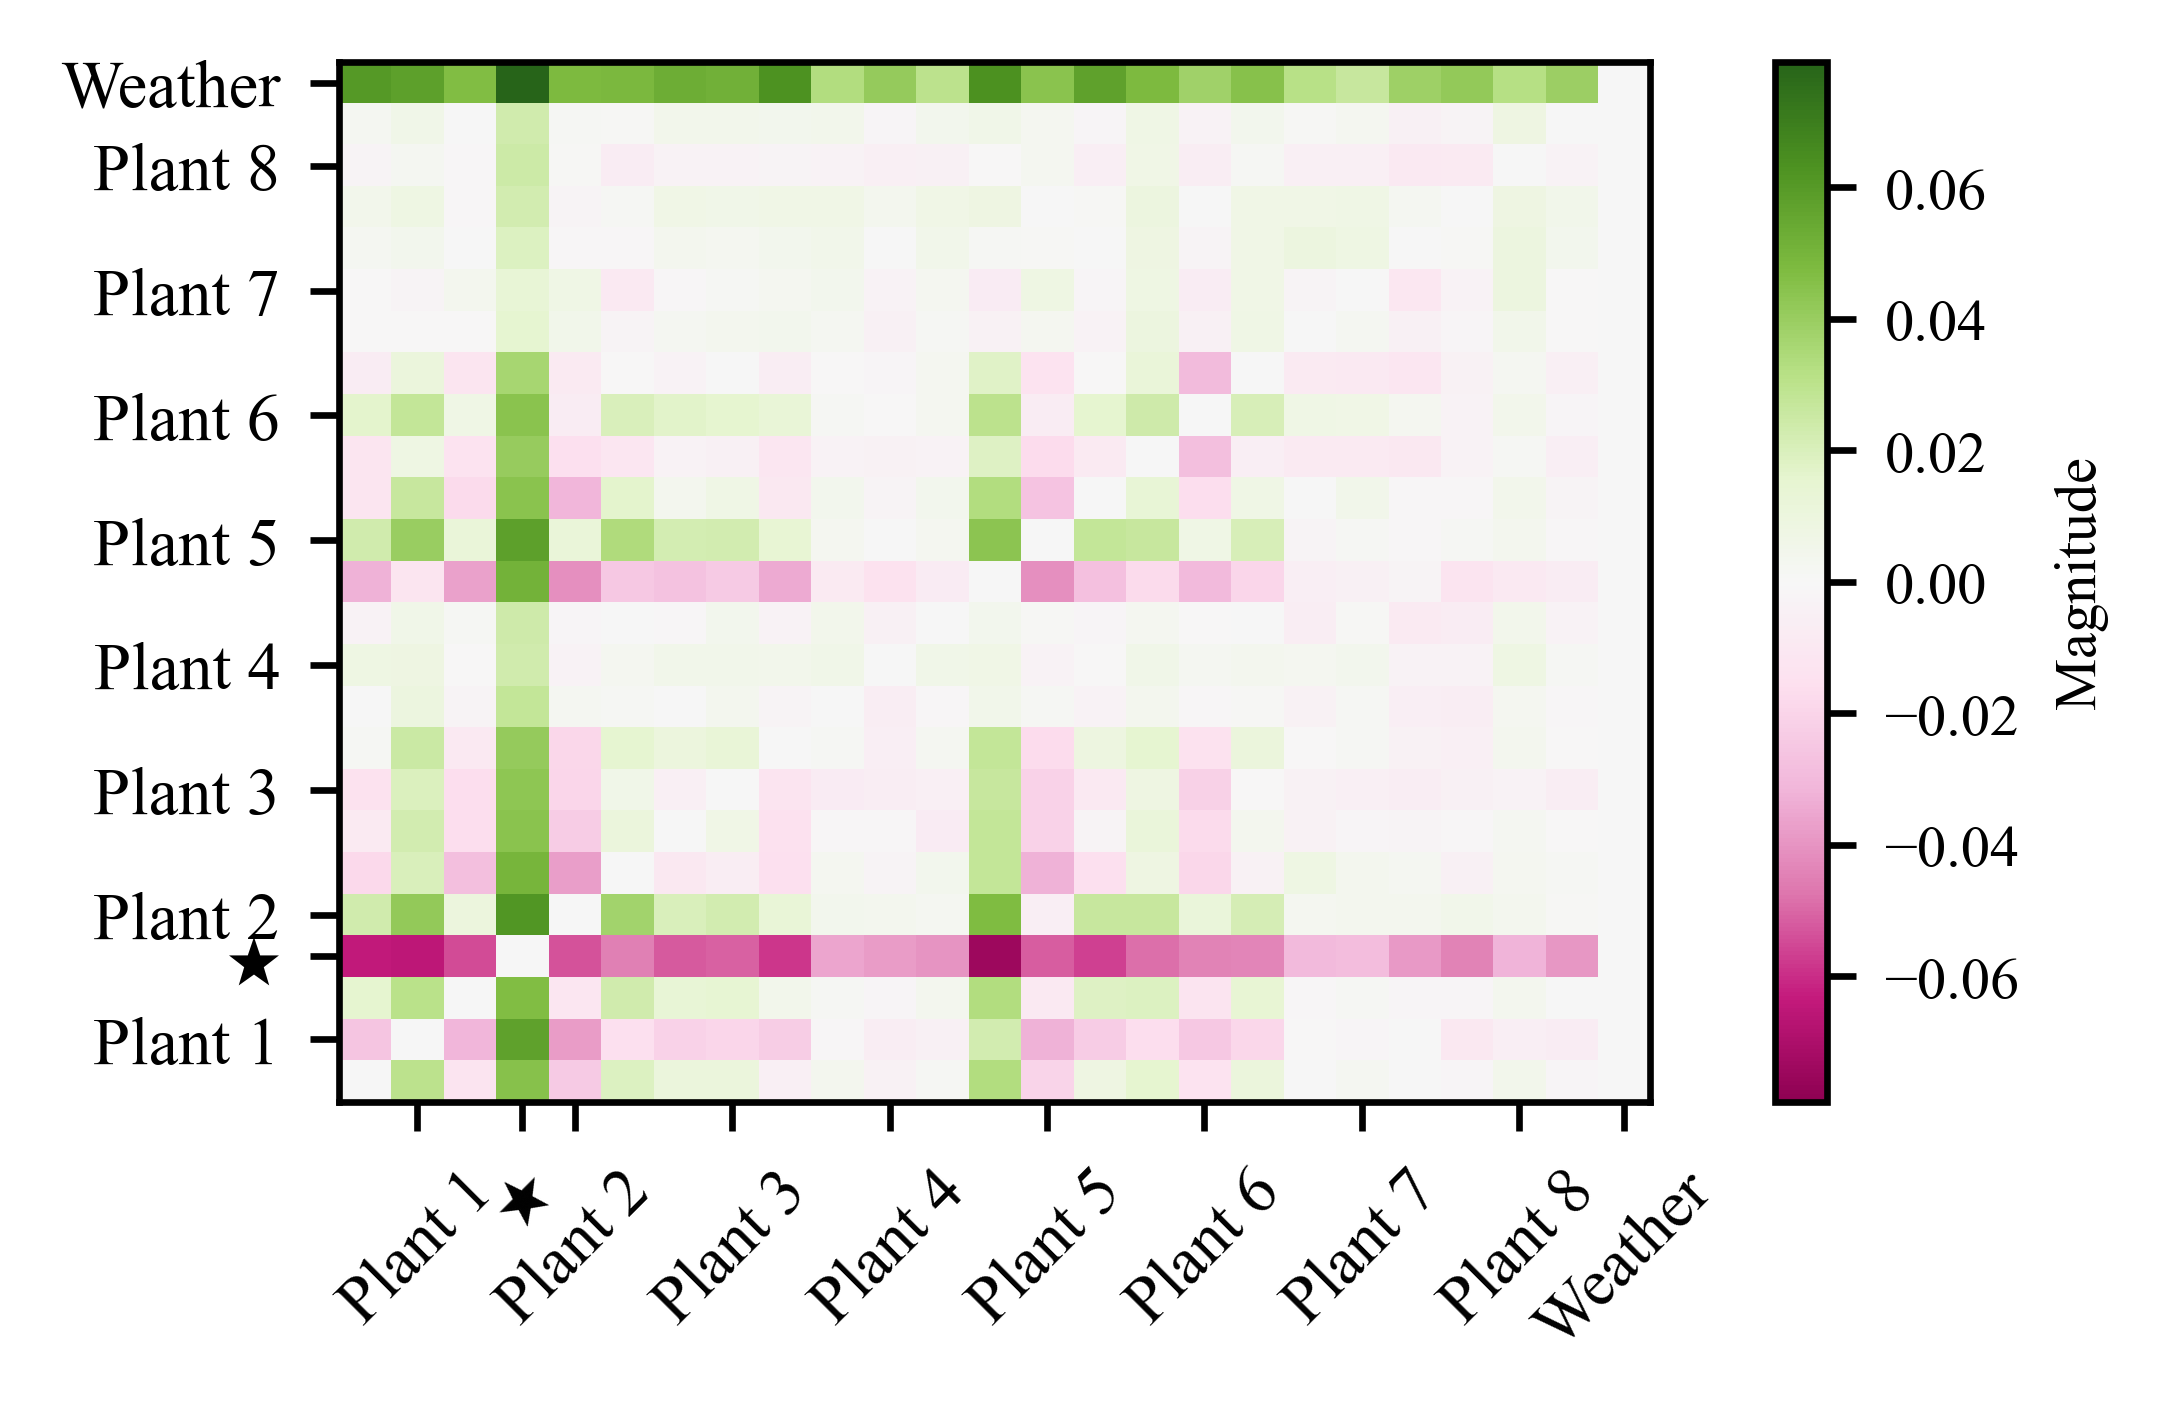 Weather
Plant 8
Plant 7
Plant 6
Plant 5
Plant 4
Plant 3
Plant 2
★
Plant 1
Plant 1
★
Plant 2
Plant 3
Plant 4
Plant 5
Plant 6
Plant 7
Plant 8
Weather
0.06
0.04
0.02
0.00
−0.02
−0.04
−0.06
Magnitude